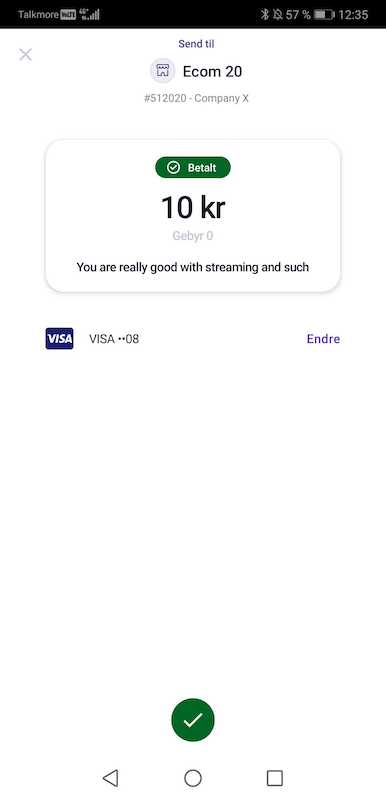 Talkmore VoLTE 4G 57 % 12:35
Send til
Ecom 20
#512020 - Company X
Betalt
10 kr
Gebyr 0
You are really good with streaming and such
VISA VISA ••08 Endre